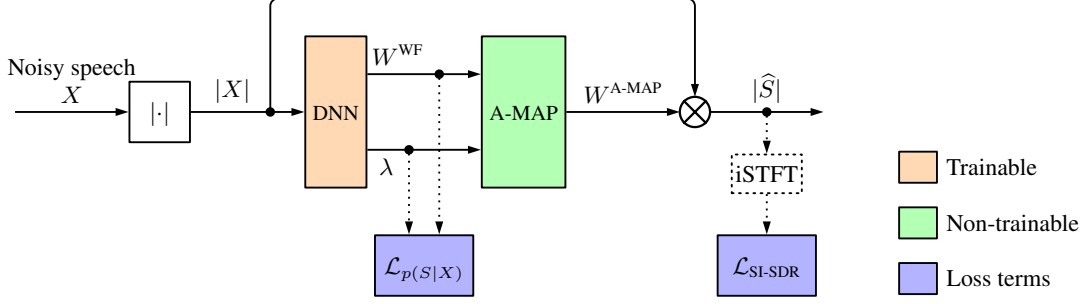 Noisy speech
X
|·|
|X|
DNN
W^WF
λ
A-MAP
W^A-MAP
|Ŝ|
iSTFT
ℒ_p(S|X)
ℒ_SI-SDR
Trainable
Non-trainable
Loss terms